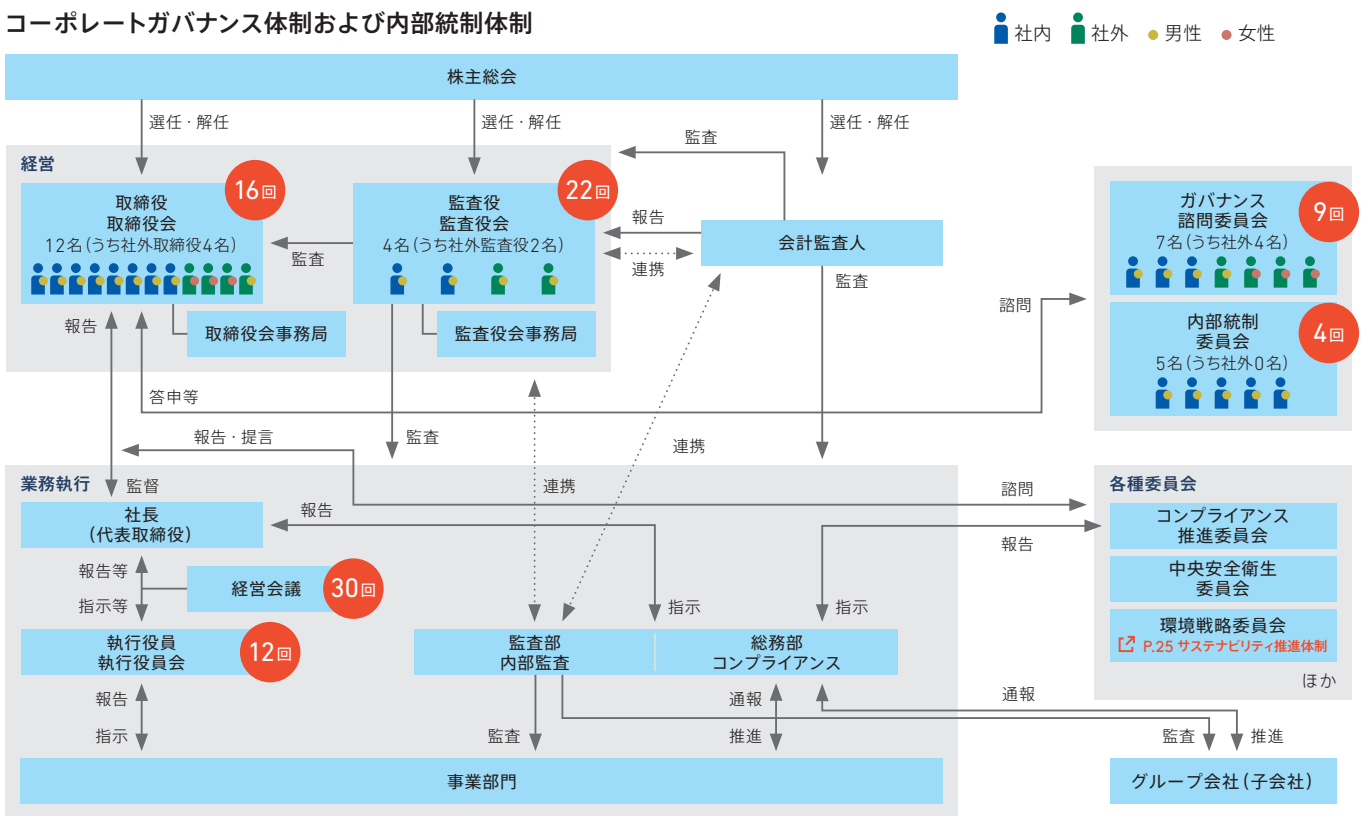 コーポレートガバナンス体制および内部統制体制
社内
社外
男性
女性
株主総会
選任・解任
選任・解任
選任・解任
監査
経営
取締役
取締役会
12名(うち社外取締役4名)
16回
監査
監査役
監査役会
4名(うち社外監査役2名)
22回
報告
連携
会計監査人
監査
取締役会事務局
監査役会事務局
ガバナンス
諮問委員会
7名(うち社外4名)
9回
内部統制
委員会
5名(うち社外0名)
4回
諮問
報告
答申等
報告・提言
監査
連携
業務執行
監督
連携
諮問
社長
(代表取締役)
報告
報告
報告等
指示等
経営会議
30回
指示
指示
執行役員
執行役員会
12回
監査部
内部監査
総務部
コンプライアンス
各種委員会
コンプライアンス
推進委員会
中央安全衛生
委員会
環境戦略委員会
P.25 サステナビリティ推進体制
ほか
報告
指示
監査
通報
推進
通報
監査
推進
事業部門
グループ会社(子会社)